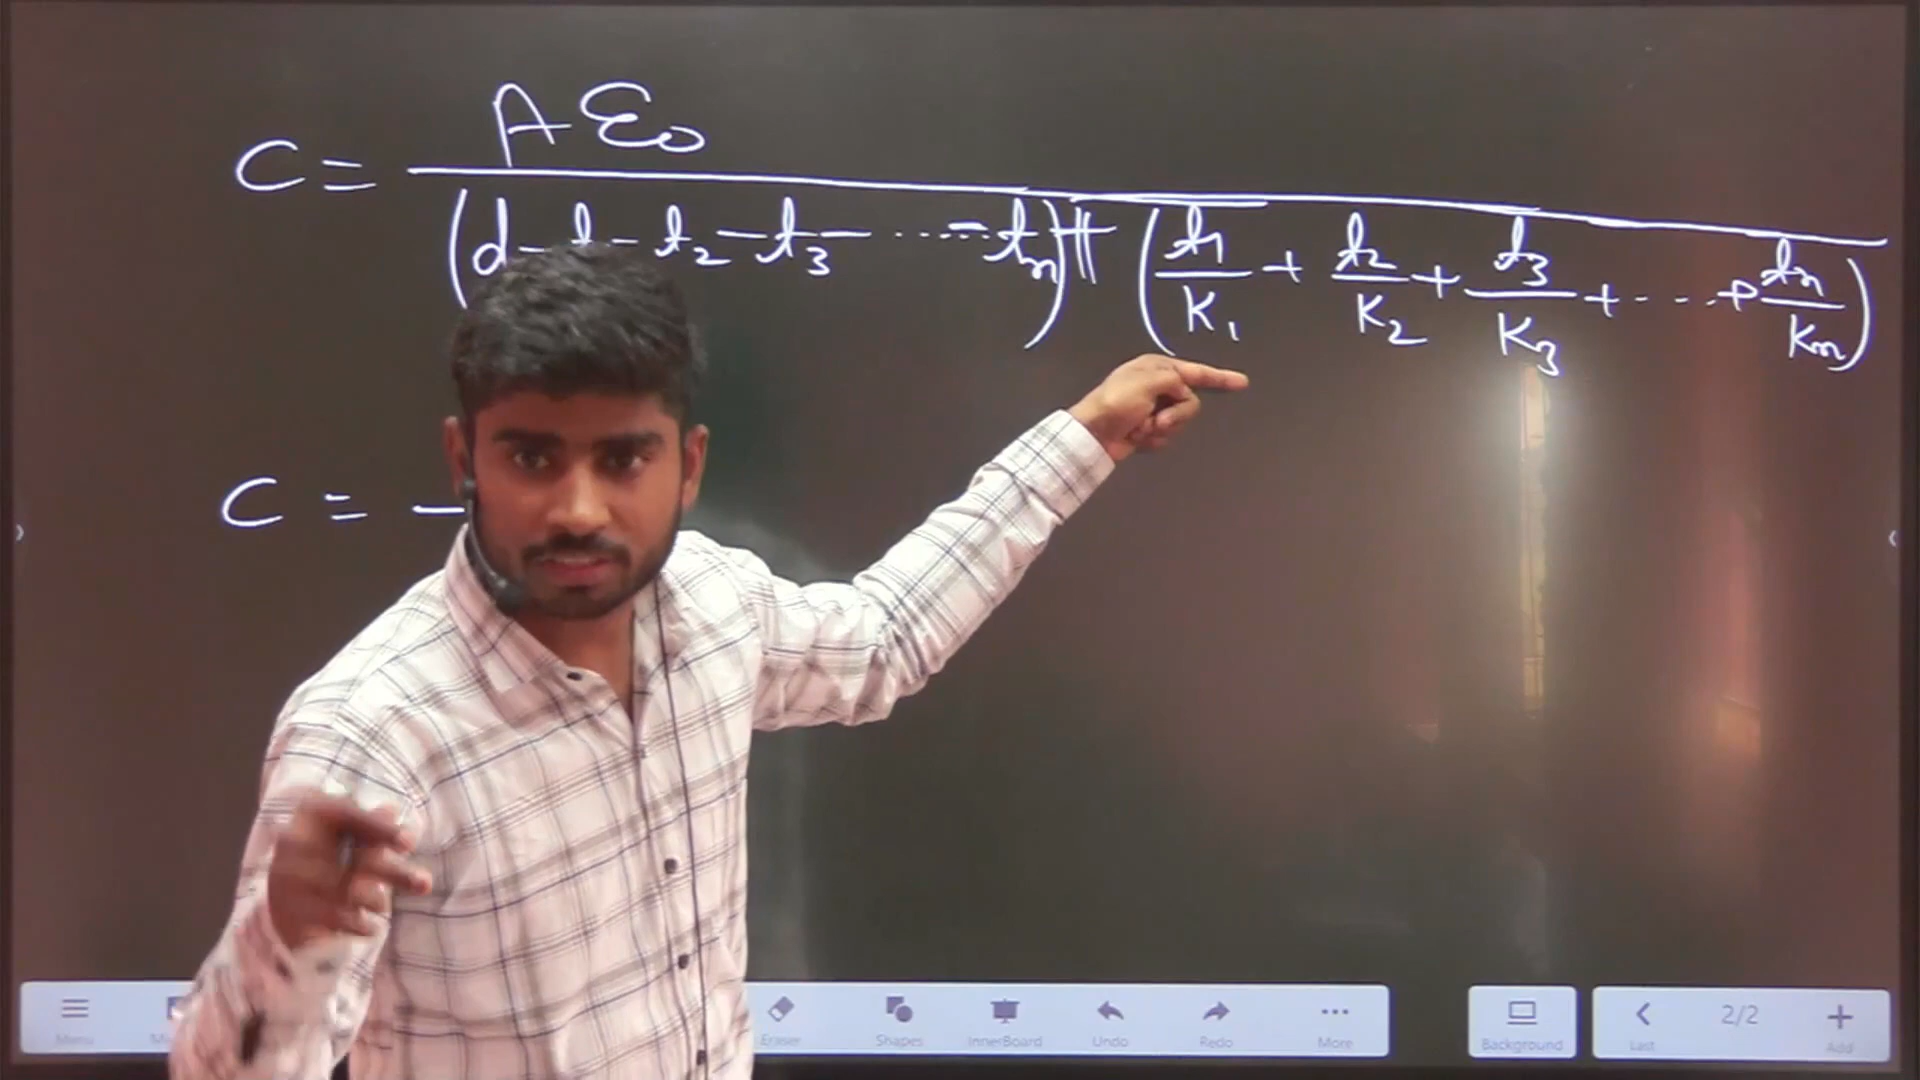 C = Aε₀
(d - t - t₂ - t₃ - ...... - tₙ) + (t₁/K₁ + t₂/K₂ + t₃/K₃ + ... + tₙ/Kₙ)
C = -
Menu Eraser Shapes InnerBoard Undo Redo More Background Last 2/2 Add